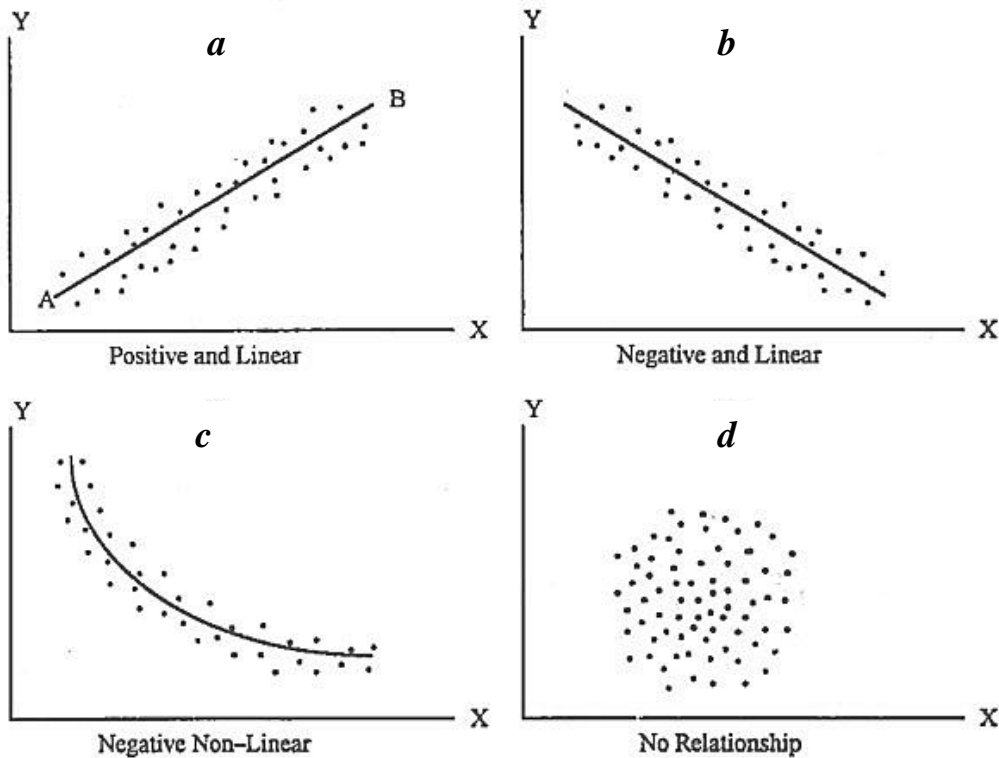 Y
a
B
A
X
Positive and Linear
Y
b
X
Negative and Linear
Y
c
X
Negative Non–Linear
Y
d
X
No Relationship